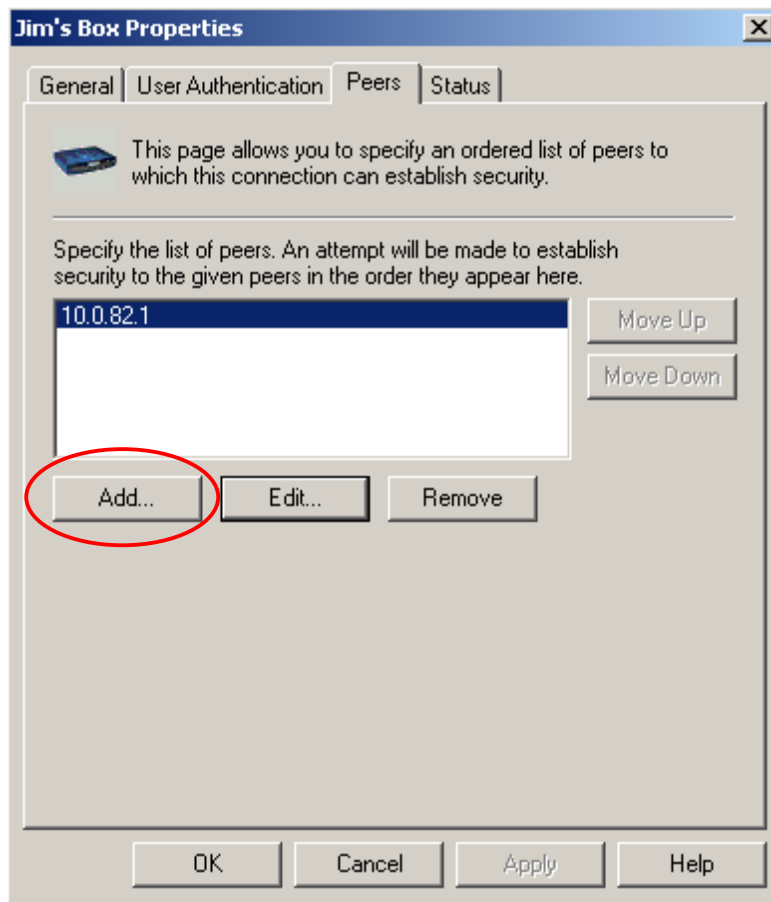 Jim's Box Properties
General User Authentication Peers Status
This page allows you to specify an ordered list of peers to
which this connection can establish security.
Specify the list of peers. An attempt will be made to establish
security to the given peers in the order they appear here.
10.0.82.1
Move Up
Move Down
Add... Edit... Remove
OK Cancel Apply Help